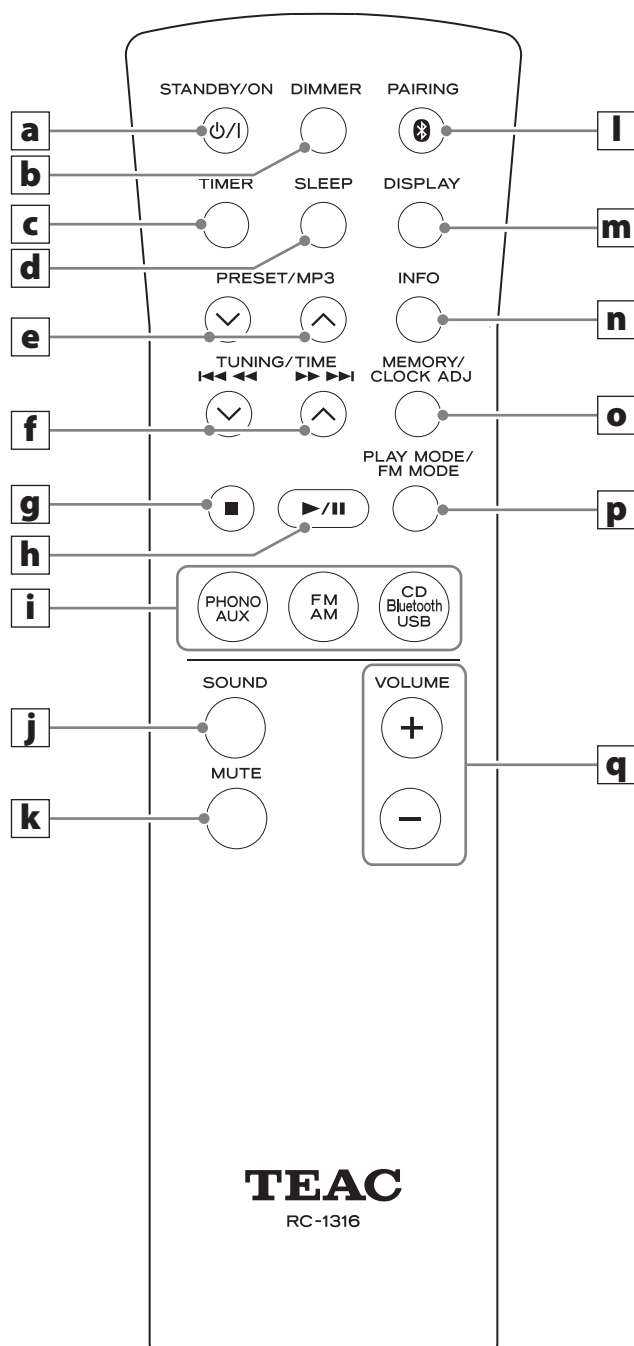 STANDBY/ON DIMMER PAIRING
a ⏻/I l
b
TIMER SLEEP DISPLAY
c m
d
PRESET/MP3 INFO
e n
TUNING/TIME MEMORY/
CLOCK ADJ
f o
PLAY MODE/
FM MODE
g p
h
i PHONO
AUX
FM
AM
CD
Bluetooth
USB
SOUND VOLUME
j +
q
MUTE
k −
TEAC
RC-1316